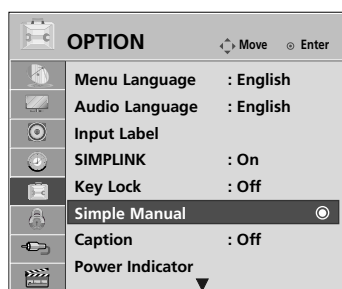 OPTION Move Enter
Menu Language : English
Audio Language : English
Input Label
SIMPLINK : On
Key Lock : Off
Simple Manual
Caption : Off
Power Indicator